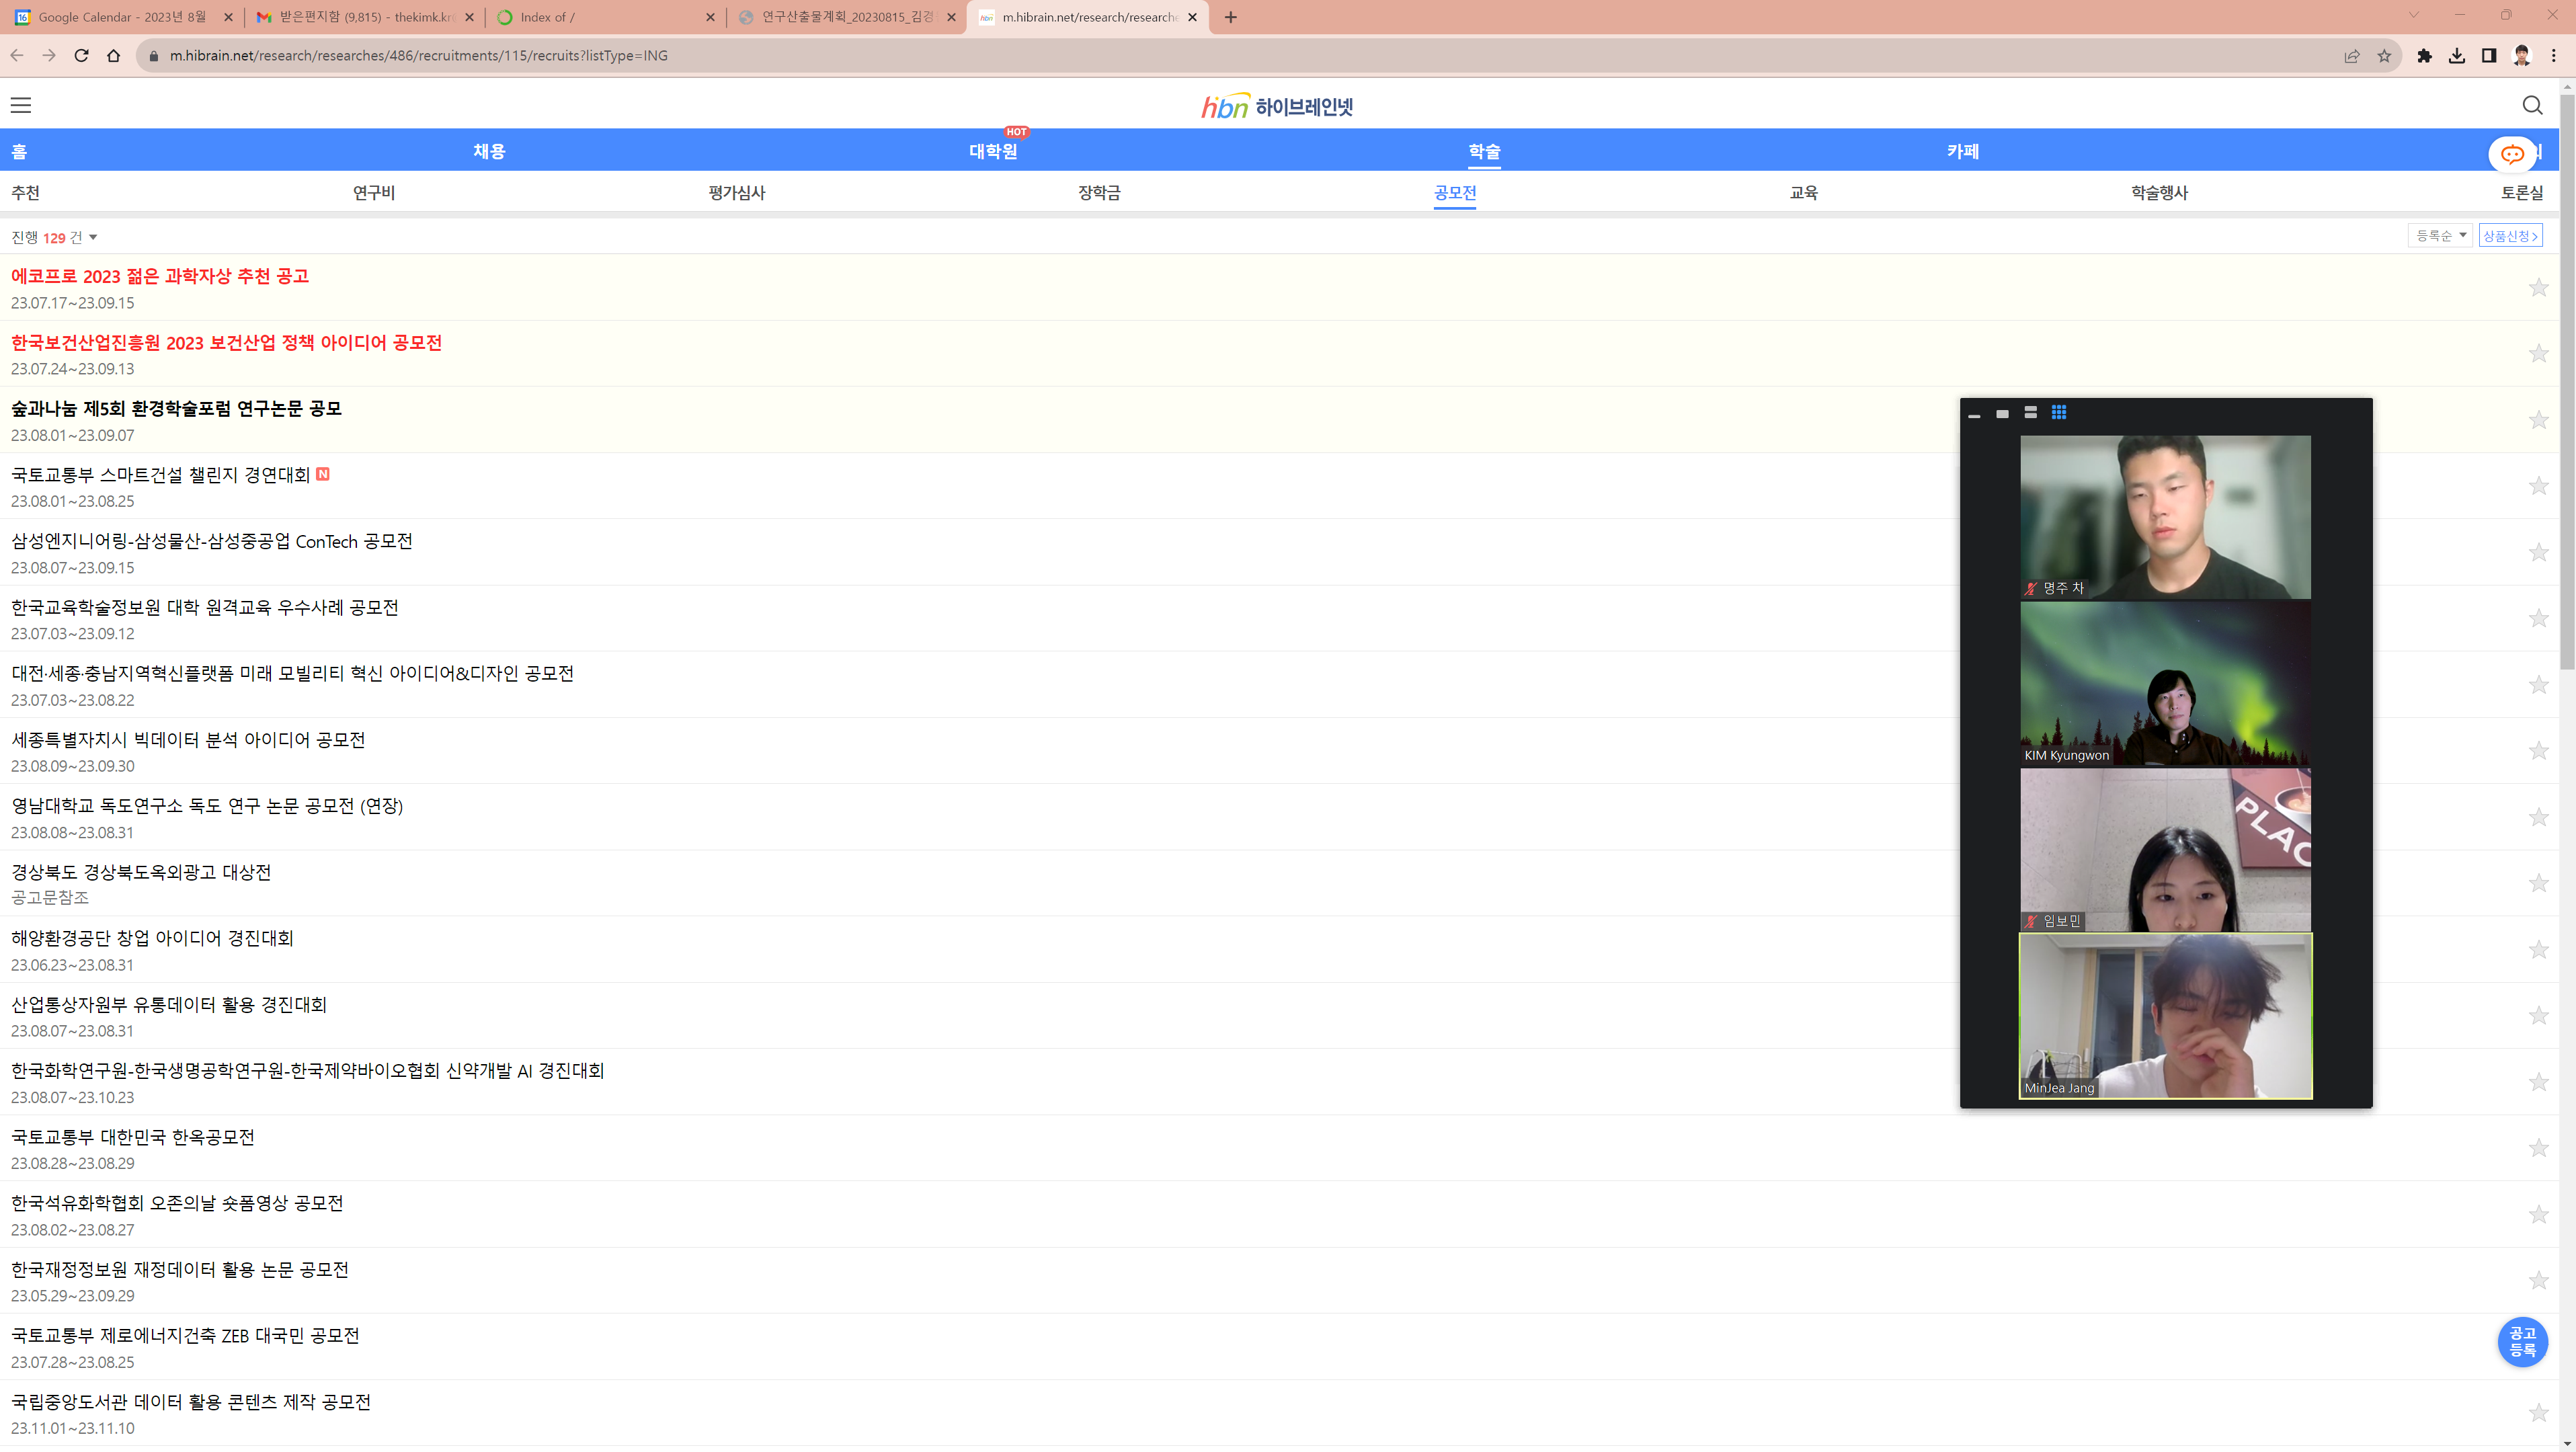 16 Google Calendar - 2023년 8월
받은편지함 (9,815) - thekimk.kr
Index of /
연구산출물계획_20230815_김경
hbn m.hibrain.net/research/researche
m.hibrain.net/research/researches/486/recruitments/115/recruits?listType=ING
hbn 하이브레인넷
HOT
홈 채용 대학원 학술 카페
추천 연구비 평가심사 장학금 공모전 교육 학술행사 토론실
진행 129 건
등록순 상품신청 >
에코프로 2023 젊은 과학자상 추천 공고
23.07.17~23.09.15
한국보건산업진흥원 2023 보건산업 정책 아이디어 공모전
23.07.24~23.09.13
숲과나눔 제5회 환경학술포럼 연구논문 공모
23.08.01~23.09.07
국토교통부 스마트건설 챌린지 경연대회 N
23.08.01~23.08.25
삼성엔지니어링-삼성물산-삼성중공업 ConTech 공모전
23.08.07~23.09.15
한국교육학술정보원 대학 원격교육 우수사례 공모전
23.07.03~23.09.12
대전·세종·충남지역혁신플랫폼 미래 모빌리티 혁신 아이디어&디자인 공모전
23.07.03~23.08.22
세종특별자치시 빅데이터 분석 아이디어 공모전
23.08.09~23.09.30
영남대학교 독도연구소 독도 연구 논문 공모전 (연장)
23.08.08~23.08.31
경상북도 경상북도옥외광고 대상전
공고문참조
해양환경공단 창업 아이디어 경진대회
23.06.23~23.08.31
산업통상자원부 유통데이터 활용 경진대회
23.08.07~23.08.31
한국화학연구원-한국생명공학연구원-한국제약바이오협회 신약개발 AI 경진대회
23.08.07~23.10.23
국토교통부 대한민국 한옥공모전
23.08.28~23.08.29
한국석유화학협회 오존의날 숏폼영상 공모전
23.08.02~23.08.27
한국재정정보원 재정데이터 활용 논문 공모전
23.05.29~23.09.29
국토교통부 제로에너지건축 ZEB 대국민 공모전
23.07.28~23.08.25
국립중앙도서관 데이터 활용 콘텐츠 제작 공모전
23.11.01~23.11.10
명주 차
KIM Kyungwon
PLAC
임보민
MinJea Jang
공고
등록